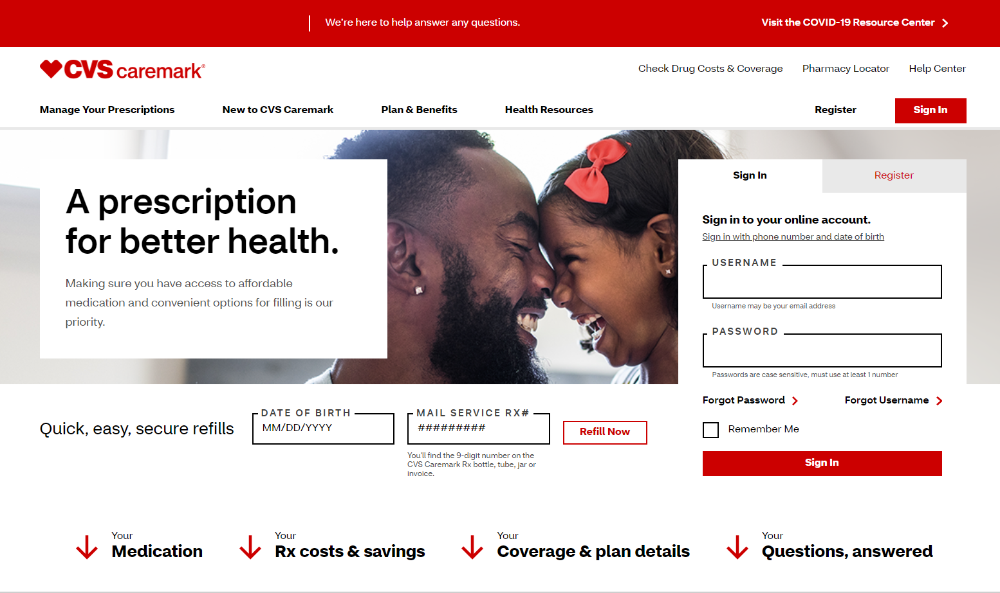 We're here to help answer any questions.
Visit the COVID-19 Resource Center
CVS caremark®
Check Drug Costs & Coverage
Pharmacy Locator
Help Center
Manage Your Prescriptions
New to CVS Caremark
Plan & Benefits
Health Resources
Register
Sign In
A prescription
for better health.
Making sure you have access to affordable
medication and convenient options for filling is our
priority.
Sign In
Register
Sign in to your online account.
Sign in with phone number and date of birth
USERNAME
Username may be your email address
PASSWORD
Passwords are case sensitive, must use at least 1 number
Forgot Password
Forgot Username
Remember Me
Sign In
Quick, easy, secure refills
DATE OF BIRTH
MM/DD/YYYY
MAIL SERVICE RX#
#########
You'll find the 9-digit number on the
CVS Caremark Rx bottle, tube, jar or
invoice.
Refill Now
Your
Medication
Your
Rx costs & savings
Your
Coverage & plan details
Your
Questions, answered